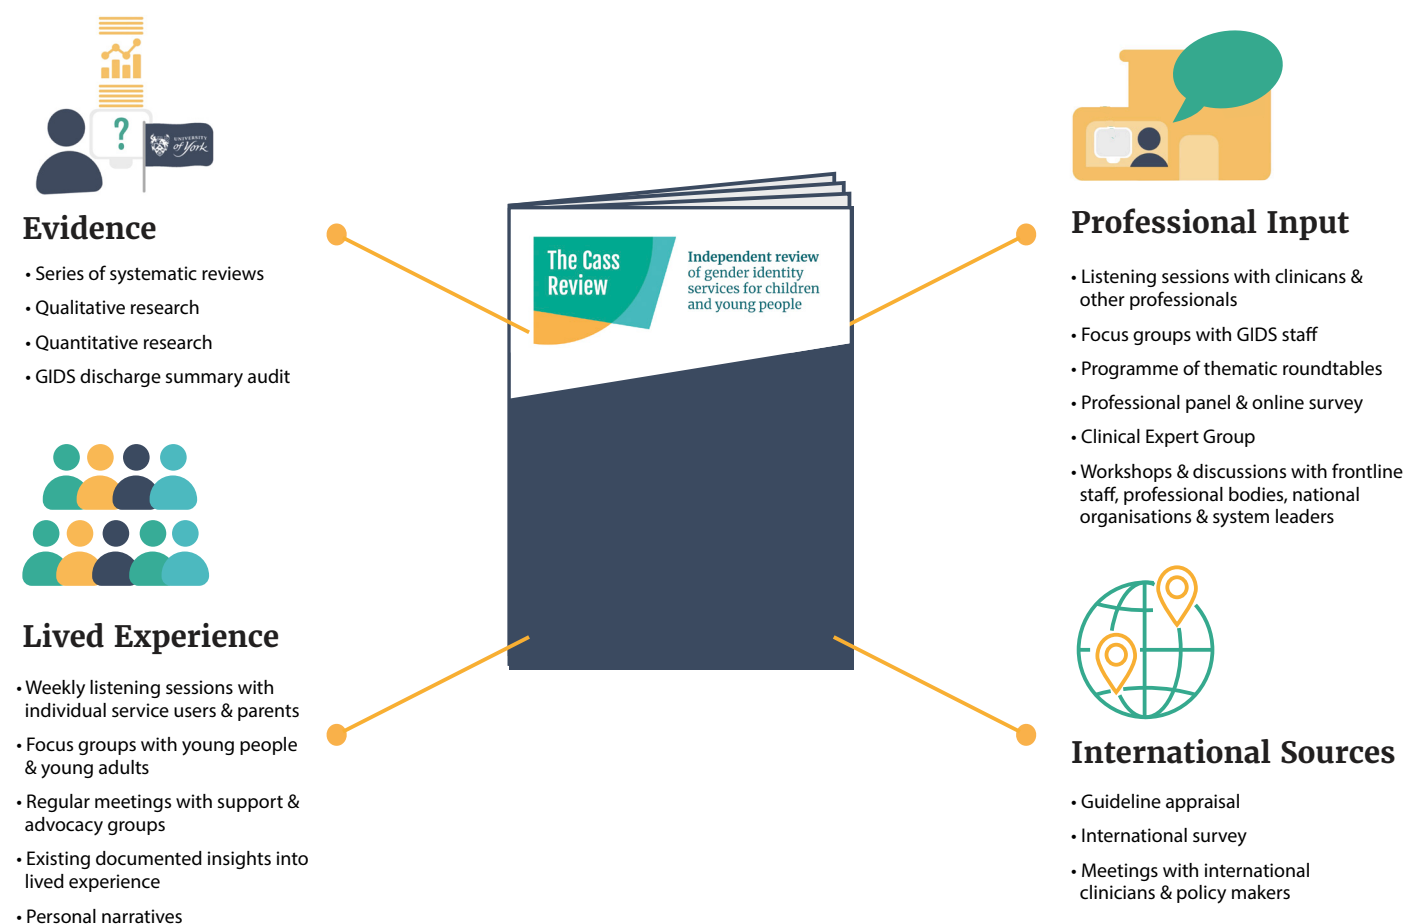 ?
UNIVERSITY
of York
Evidence
• Series of systematic reviews
• Qualitative research
• Quantitative research
• GIDS discharge summary audit
Lived Experience
• Weekly listening sessions with
individual service users & parents
• Focus groups with young people
& young adults
• Regular meetings with support &
advocacy groups
• Existing documented insights into
lived experience
• Personal narratives
The Cass
Review
Independent review
of gender identity
services for children
and young people
Professional Input
• Listening sessions with clinicans &
other professionals
• Focus groups with GIDS staff
• Programme of thematic roundtables
• Professional panel & online survey
• Clinical Expert Group
• Workshops & discussions with frontline
staff, professional bodies, national
organisations & system leaders
International Sources
• Guideline appraisal
• International survey
• Meetings with international
clinicians & policy makers